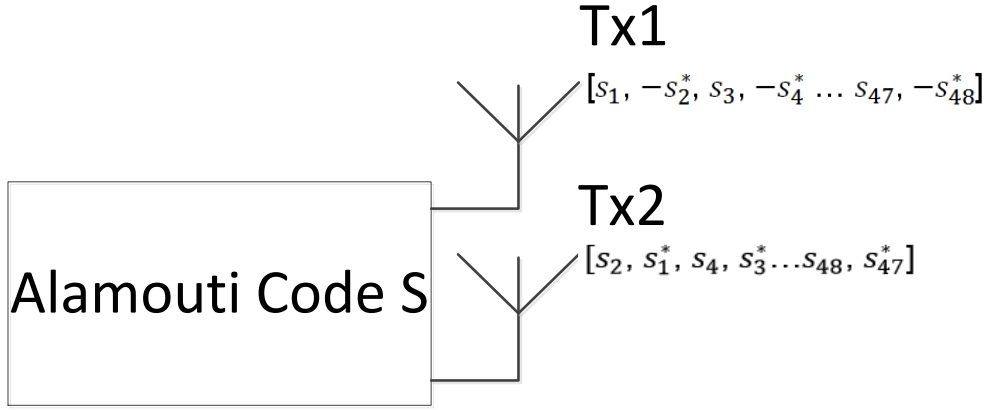 Tx1
[s₁, −s₂*, s₃, −s₄* … s₄₇, −s₄₈*]
Tx2
[s₂, s₁*, s₄, s₃*…s₄₈, s₄₇*]
Alamouti Code S